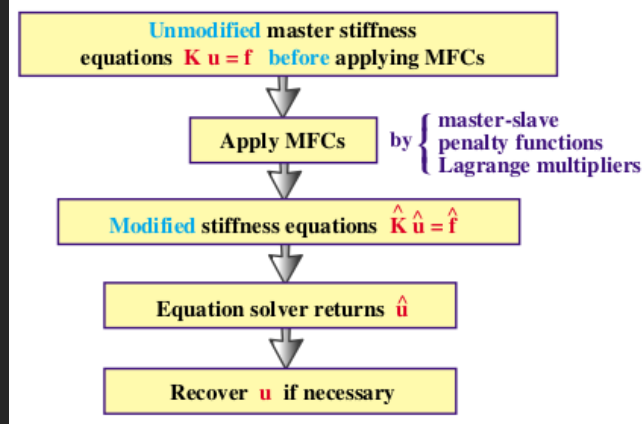 Unmodified master stiffness
equations K u = f before applying MFCs
Apply MFCs
by { master-slave
penalty functions
Lagrange multipliers
Modified stiffness equations K̂ û = f̂
Equation solver returns û
Recover u if necessary